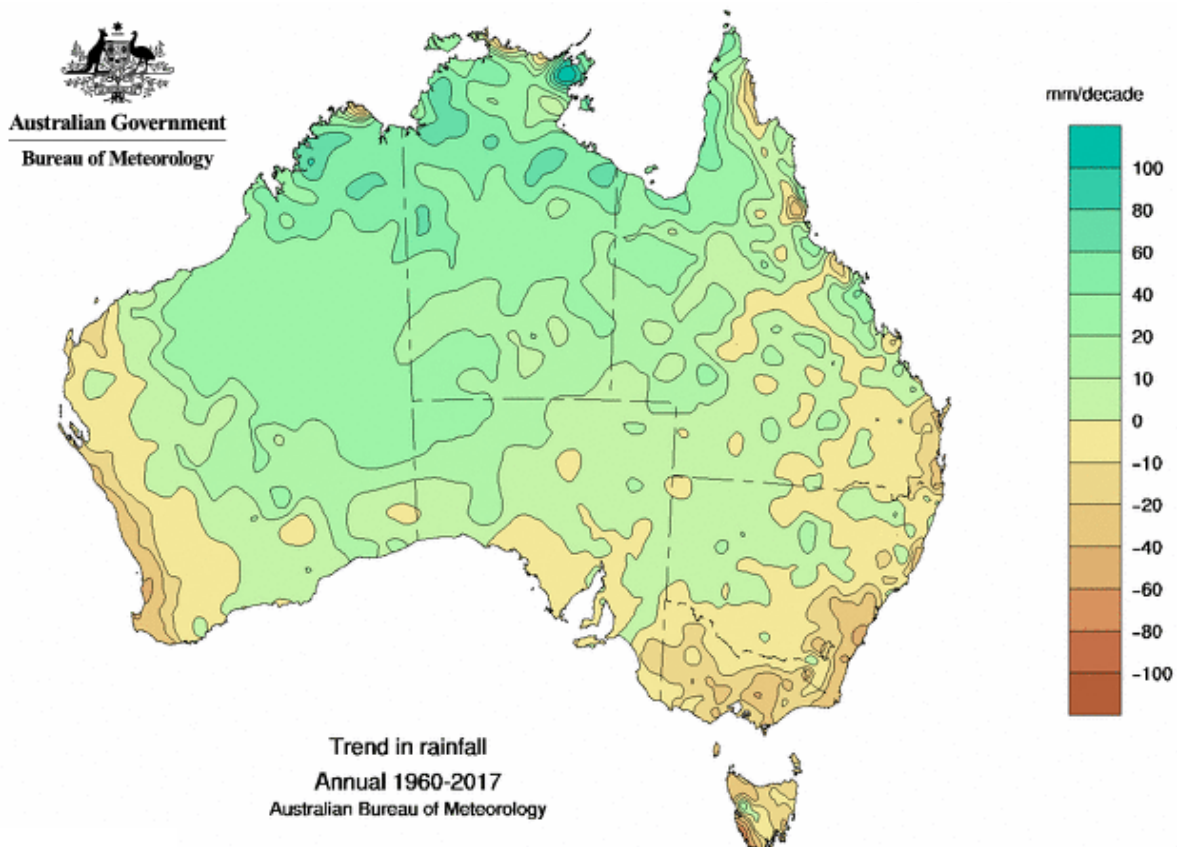 Australian Government
Bureau of Meteorology
mm/decade
100
80
60
40
20
10
0
-10
-20
-40
-60
-80
-100
Trend in rainfall
Annual 1960-2017
Australian Bureau of Meteorology